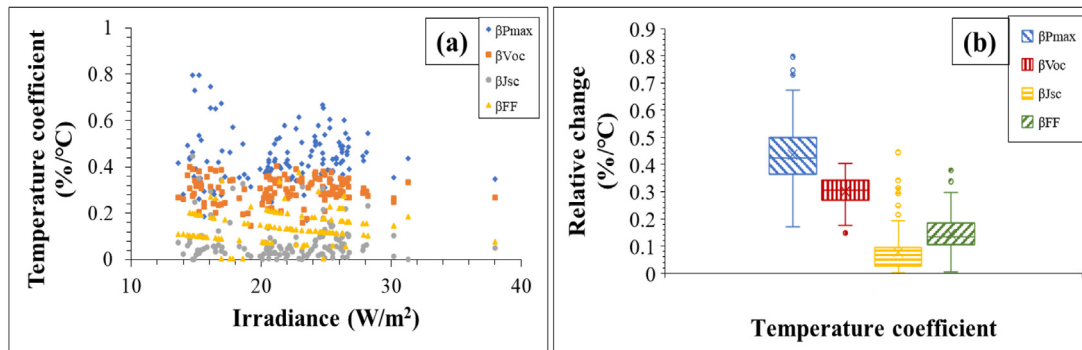 (a)
Temperature coefficient
(%/°C)
1
0.8
0.6
0.4
0.2
0
10
20
30
40
Irradiance (W/m²)
βPmax
βVoc
βJsc
βFF
(b)
Relative change
(%/°C)
0.9
0.8
0.7
0.6
0.5
0.4
0.3
0.2
0.1
0
Temperature coefficient
βPmax
βVoc
βJsc
βFF